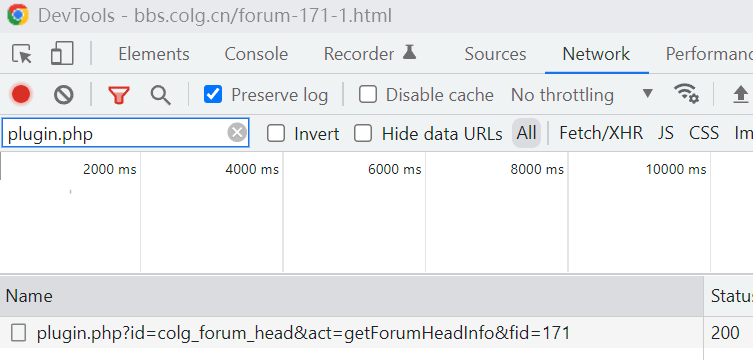 DevTools - bbs.colg.cn/forum-171-1.html
Elements Console Recorder Sources Network Performanc
Preserve log Disable cache No throttling
plugin.php Invert Hide data URLs All Fetch/XHR JS CSS Im
2000 ms 4000 ms 6000 ms 8000 ms 10000 ms
Name Status
plugin.php?id=colg_forum_head&act=getForumHeadInfo&fid=171 200